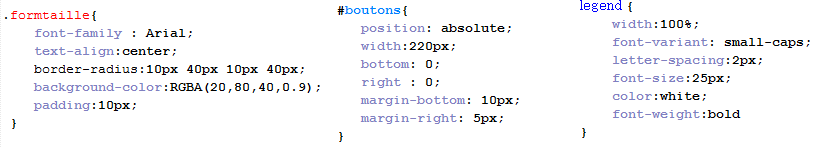 .formtaille{
font-family : Arial;
text-align:center;
border-radius:10px 40px 10px 40px;
background-color:RGBA(20,80,40,0.9);
padding:10px;
}
#boutons{
position: absolute;
width:220px;
bottom: 0;
right : 0;
margin-bottom: 10px;
margin-right: 5px;
}
legend {
width:100%;
font-variant: small-caps;
letter-spacing:2px;
font-size:25px;
color:white;
font-weight:bold
}